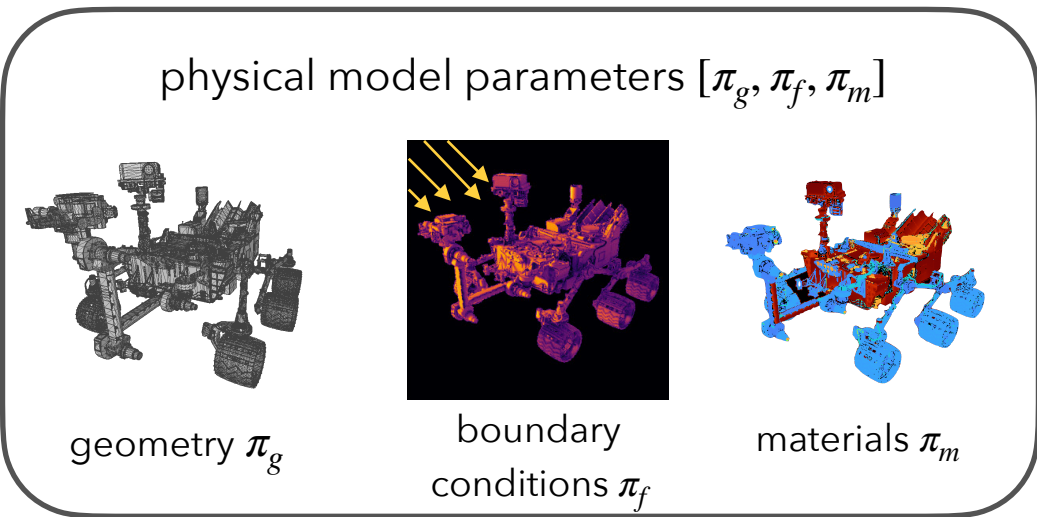 physical model parameters [π_g, π_f, π_m]
geometry π_g
boundary
conditions π_f
materials π_m